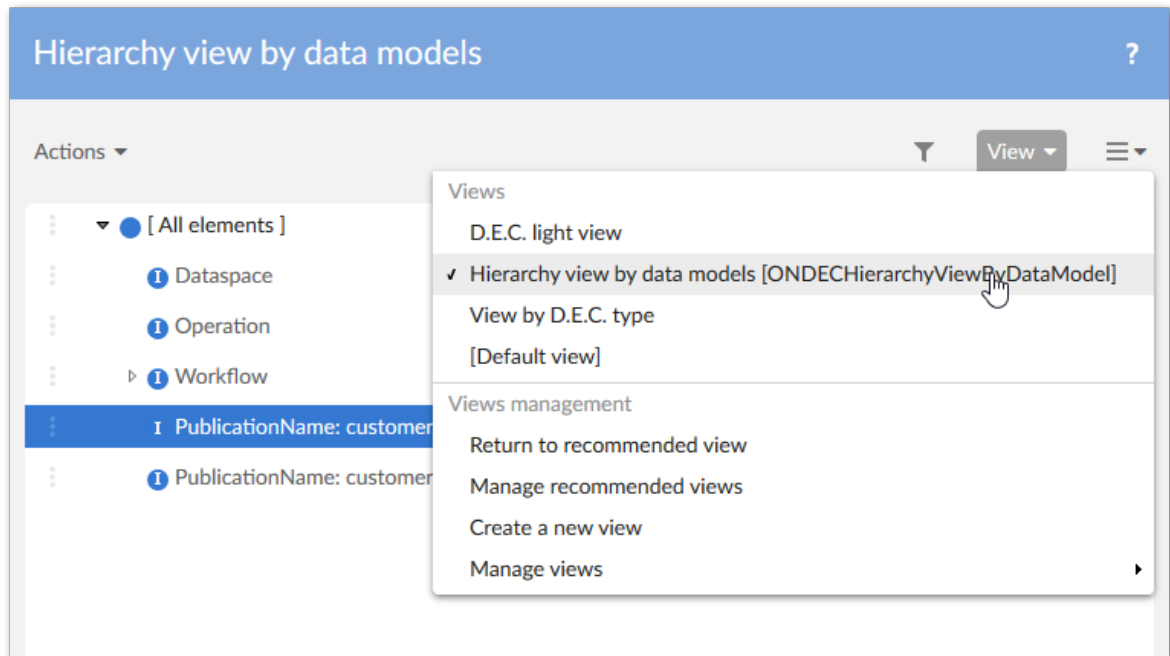 Hierarchy view by data models
?
Actions
View
Views
D.E.C. light view
✓ Hierarchy view by data models [ONDECHierarchyViewByDataModel]
View by D.E.C. type
[Default view]
Views management
Return to recommended view
Manage recommended views
Create a new view
Manage views
[ All elements ]
I Dataspace
I Operation
I Workflow
I PublicationName: customer
I PublicationName: customer